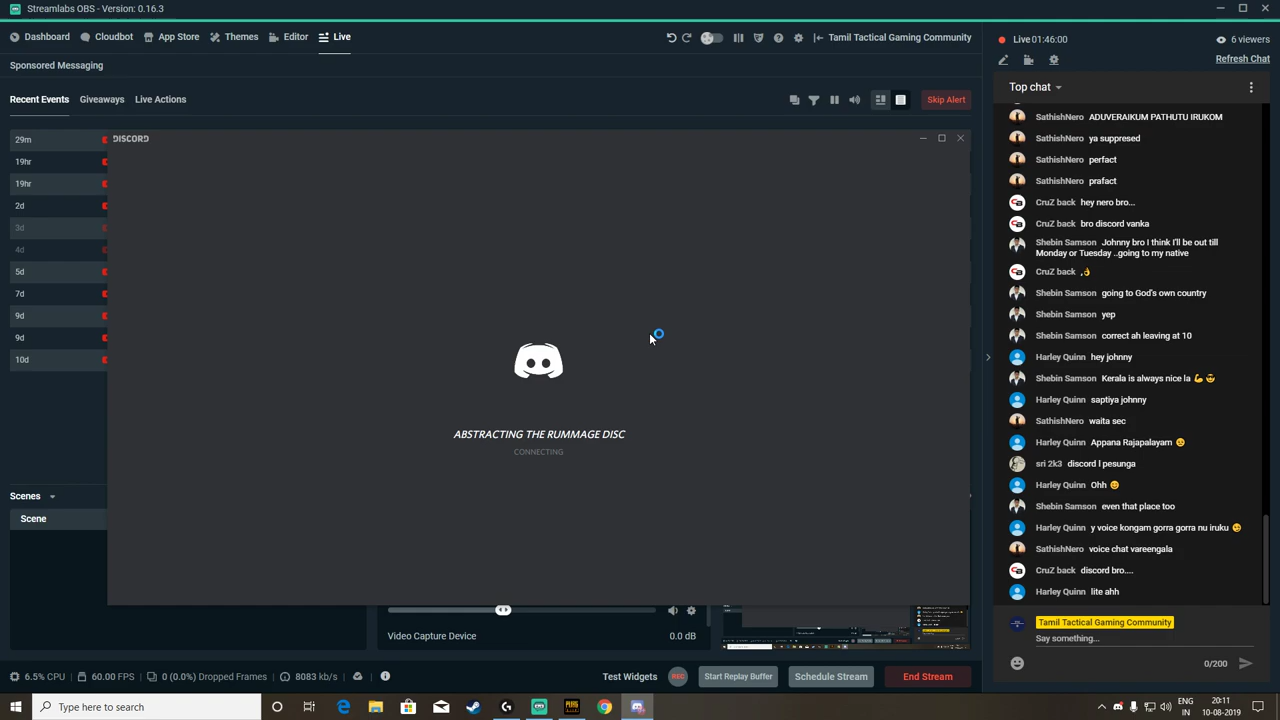 Streamlabs OBS - Version: 0.16.3
Dashboard Cloudbot App Store Themes Editor Live
Tamil Tactical Gaming Community
Sponsored Messaging
Recent Events Giveaways Live Actions
Skip Alert
29m
19hr
19hr
2d
3d
4d
5d
7d
9d
9d
10d
DISCORD
ABSTRACTING THE RUMMAGE DISC
CONNECTING
Scenes
Scene
Video Capture Device 0.0 dB
6.5% CPU 60.00 FPS 0 (0.0%) Dropped Frames 8083 kb/s
Test Widgets REC Start Replay Buffer Schedule Stream End Stream
Live 01:46:00 6 viewers
Refresh Chat
Top chat
SathishNero ADUVERAIKUM PATHUTU IRUKOM
SathishNero ya suppresed
SathishNero perfact
SathishNero prafact
CruZ back hey nero bro...
CruZ back bro discord vanka
Shebin Samson Johnny bro I think I'll be out till
Monday or Tuesday ..going to my native
CruZ back ,👌
Shebin Samson going to God's own country
Shebin Samson yep
Shebin Samson correct ah leaving at 10
Harley Quinn hey johnny
Shebin Samson Kerala is always nice la 💪 😎
Harley Quinn saptiya johnny
SathishNero waita sec
Harley Quinn Appana Rajapalayam
sri 2k3 discord l pesunga
Harley Quinn Ohh
Shebin Samson even that place too
Harley Quinn y voice kongam gorra gorra nu iruku
SathishNero voice chat vareengala
CruZ back discord bro....
Harley Quinn lite ahh
Tamil Tactical Gaming Community
Say something...
0/200
Type here to search
ENG
IN
20:11
10-08-2019